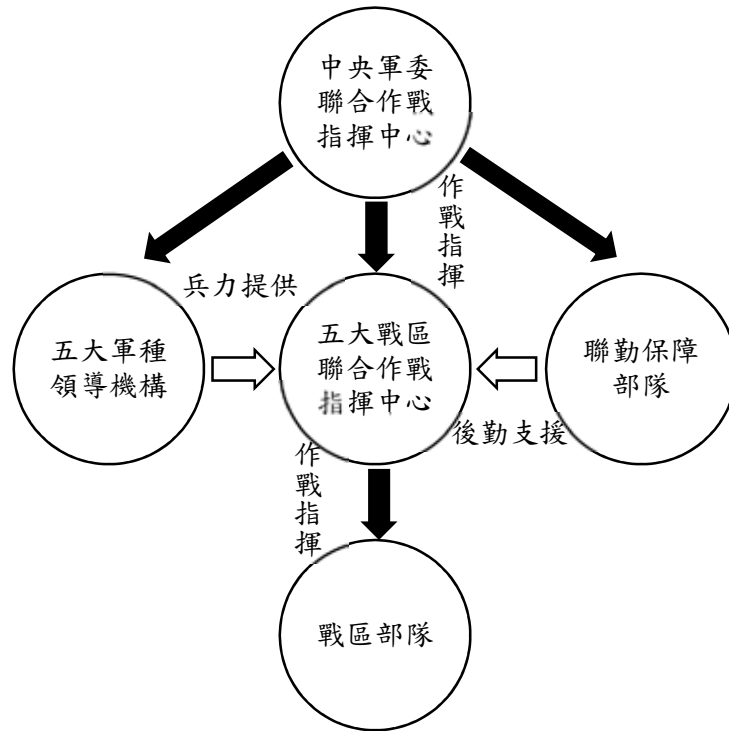 中央軍委
聯合作戰
指揮中心
作戰指揮
兵力提供
五大軍種
領導機構
五大戰區
聯合作戰
指揮中心
聯勤保障
部隊
後勤支援
作戰指揮
戰區部隊